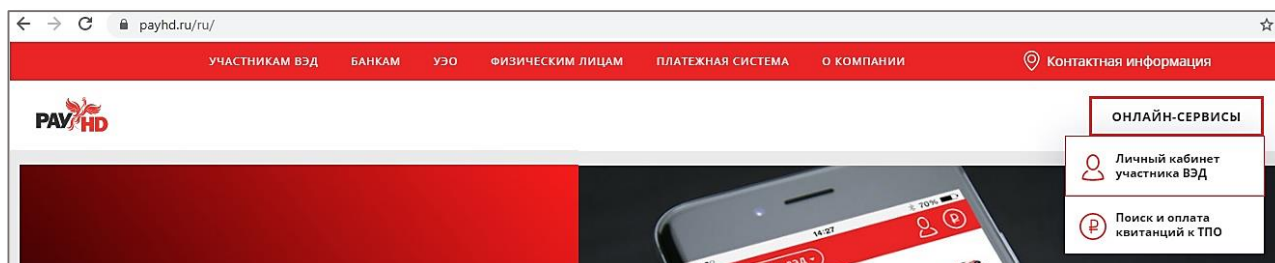 payhd.ru/ru/
УЧАСТНИКАМ ВЭД БАНКАМ УЭО ФИЗИЧЕСКИМ ЛИЦАМ ПЛАТЕЖНАЯ СИСТЕМА О КОМПАНИИ Контактная информация
PAY HD
ОНЛАЙН-СЕРВИСЫ
Личный кабинет
участника ВЭД
Поиск и оплата
квитанций к ТПО
70%
14:27